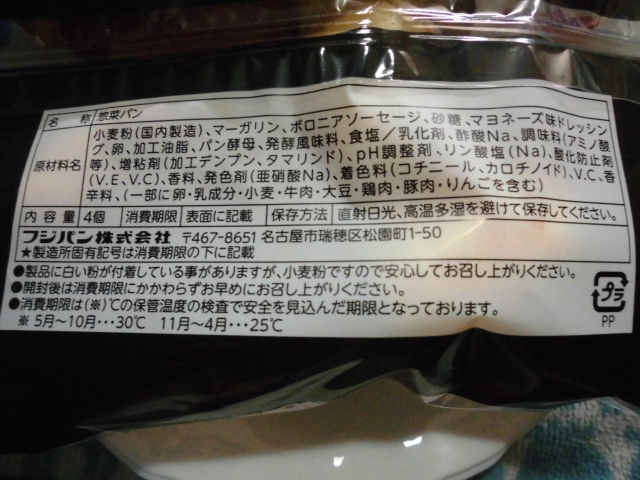 名 称 惣菜パン
原材料名 小麦粉(国内製造)、マーガリン、ボロニアソーセージ、砂糖、マヨネーズ味ドレッシン
グ、卵、加工油脂、パン酵母、発酵風味料、食塩／乳化剤、酢酸Na、調味料(アミノ酸
等)、増粘剤(加工デンプン、タマリンド)、pH調整剤、リン酸塩(Na)、酸化防止剤
(V.E、V.C)、香料、発色剤(亜硝酸Na)、着色料(コチニール、カロチノイド)、V.C、香
辛料、(一部に卵・乳成分・小麦・牛肉・大豆・鶏肉・豚肉・りんごを含む)
内容量 4個 消費期限 表面に記載 保存方法 直射日光、高温多湿を避けて保存してください。
フジパン株式会社 〒467-8651 名古屋市瑞穂区松園町1-50
★製造所固有記号は消費期限の下に記載
●製品に白い粉が付着している事がありますが、小麦粉ですので安心してお召し上がりください。
●開封後は消費期限にかかわらずお早めにお召し上がりください。
●消費期限は(※)℃の保管温度の検査で安全を見込んだ期限となっております。
※ 5月～10月･･･30℃ 11月～4月･･･25℃
プラ
PP